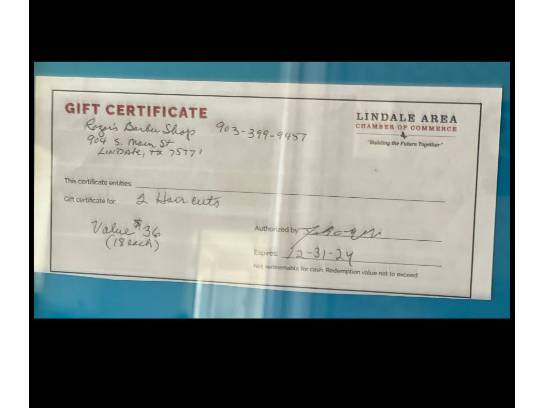 GIFT CERTIFICATE
LINDALE AREA
CHAMBER OF COMMERCE
"Building the Future Together"
Roger's Barber Shop 903-399-9457
904 S. Main St
LINDALE, TX 75771
This certificate entitles
Gift certificate for: 2 Haircuts
Value $36
(18 each)
Authorized by
Expires: 12-31-24
Not redeemable for cash. Redemption value not to exceed